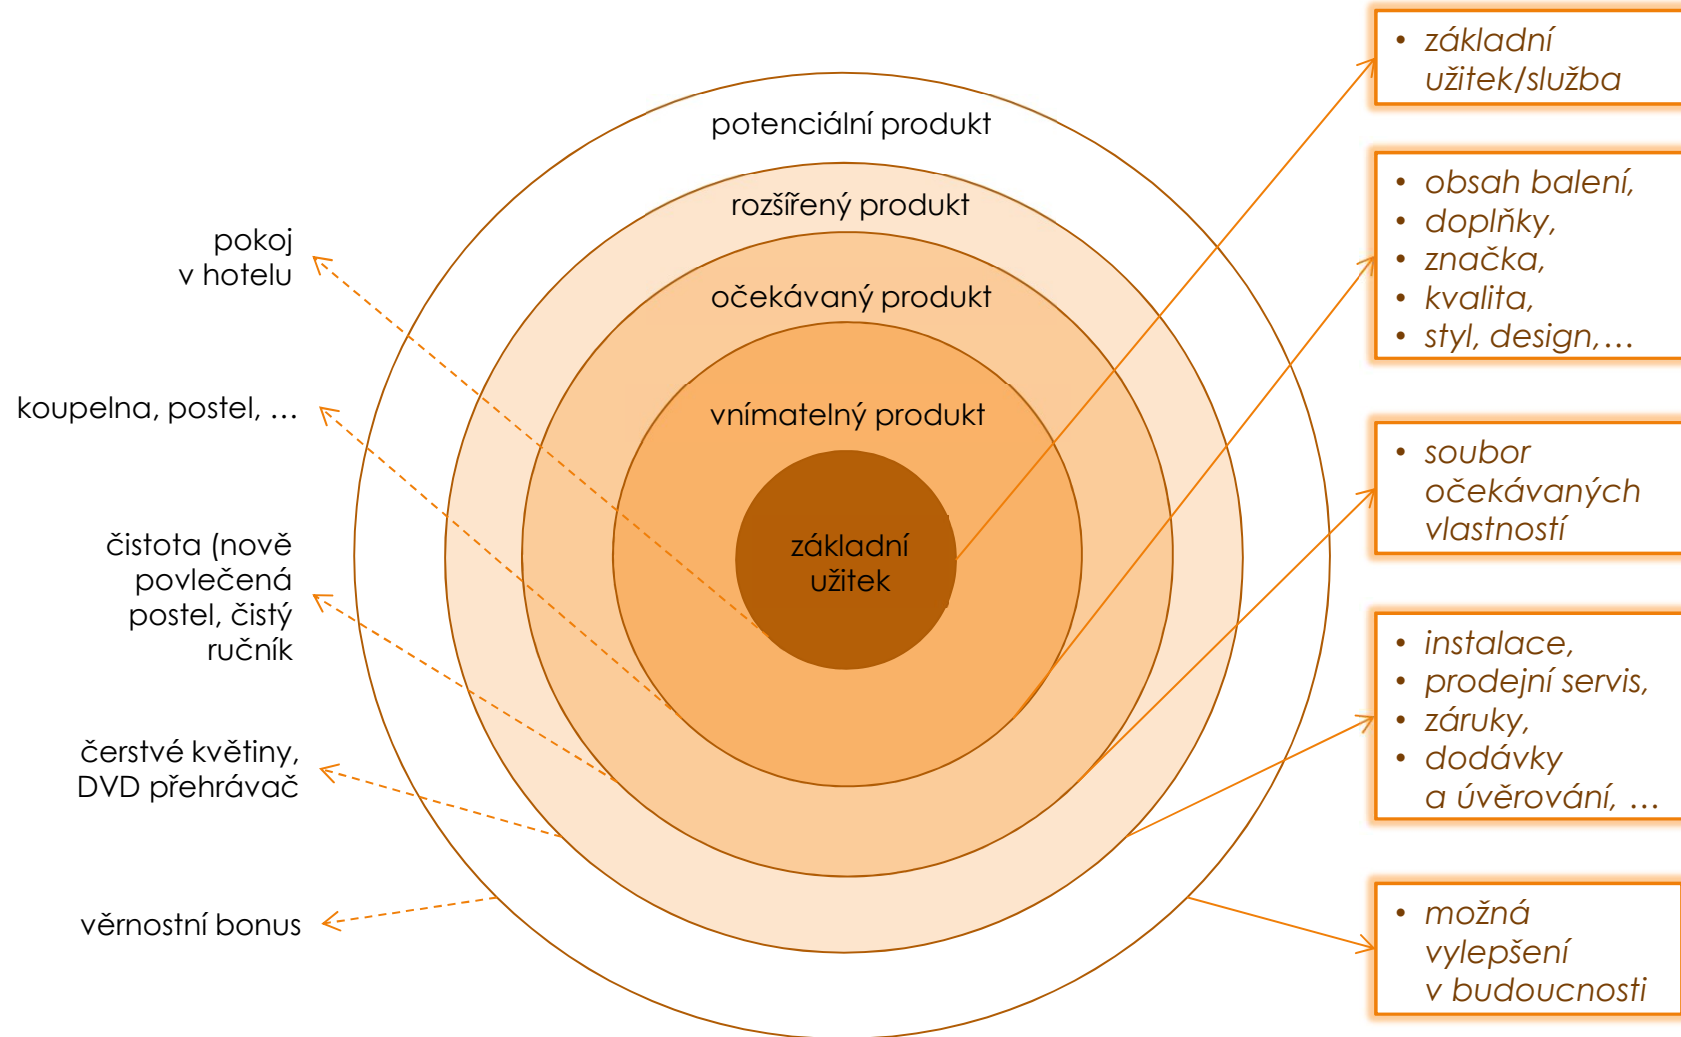 potenciální produkt
rozšířený produkt
očekávaný produkt
vnímatelný produkt
základní
užitek
pokoj
v hotelu
koupelna, postel, …
čistota (nově
povlečená
postel, čistý
ručník
čerstvé květiny,
DVD přehrávač
věrnostní bonus
• základní
užitek/služba
• obsah balení,
• doplňky,
• značka,
• kvalita,
• styl, design,…
• soubor
očekávaných
vlastností
• instalace,
• prodejní servis,
• záruky,
• dodávky
a úvěrování, …
• možná
vylepšení
v budoucnosti